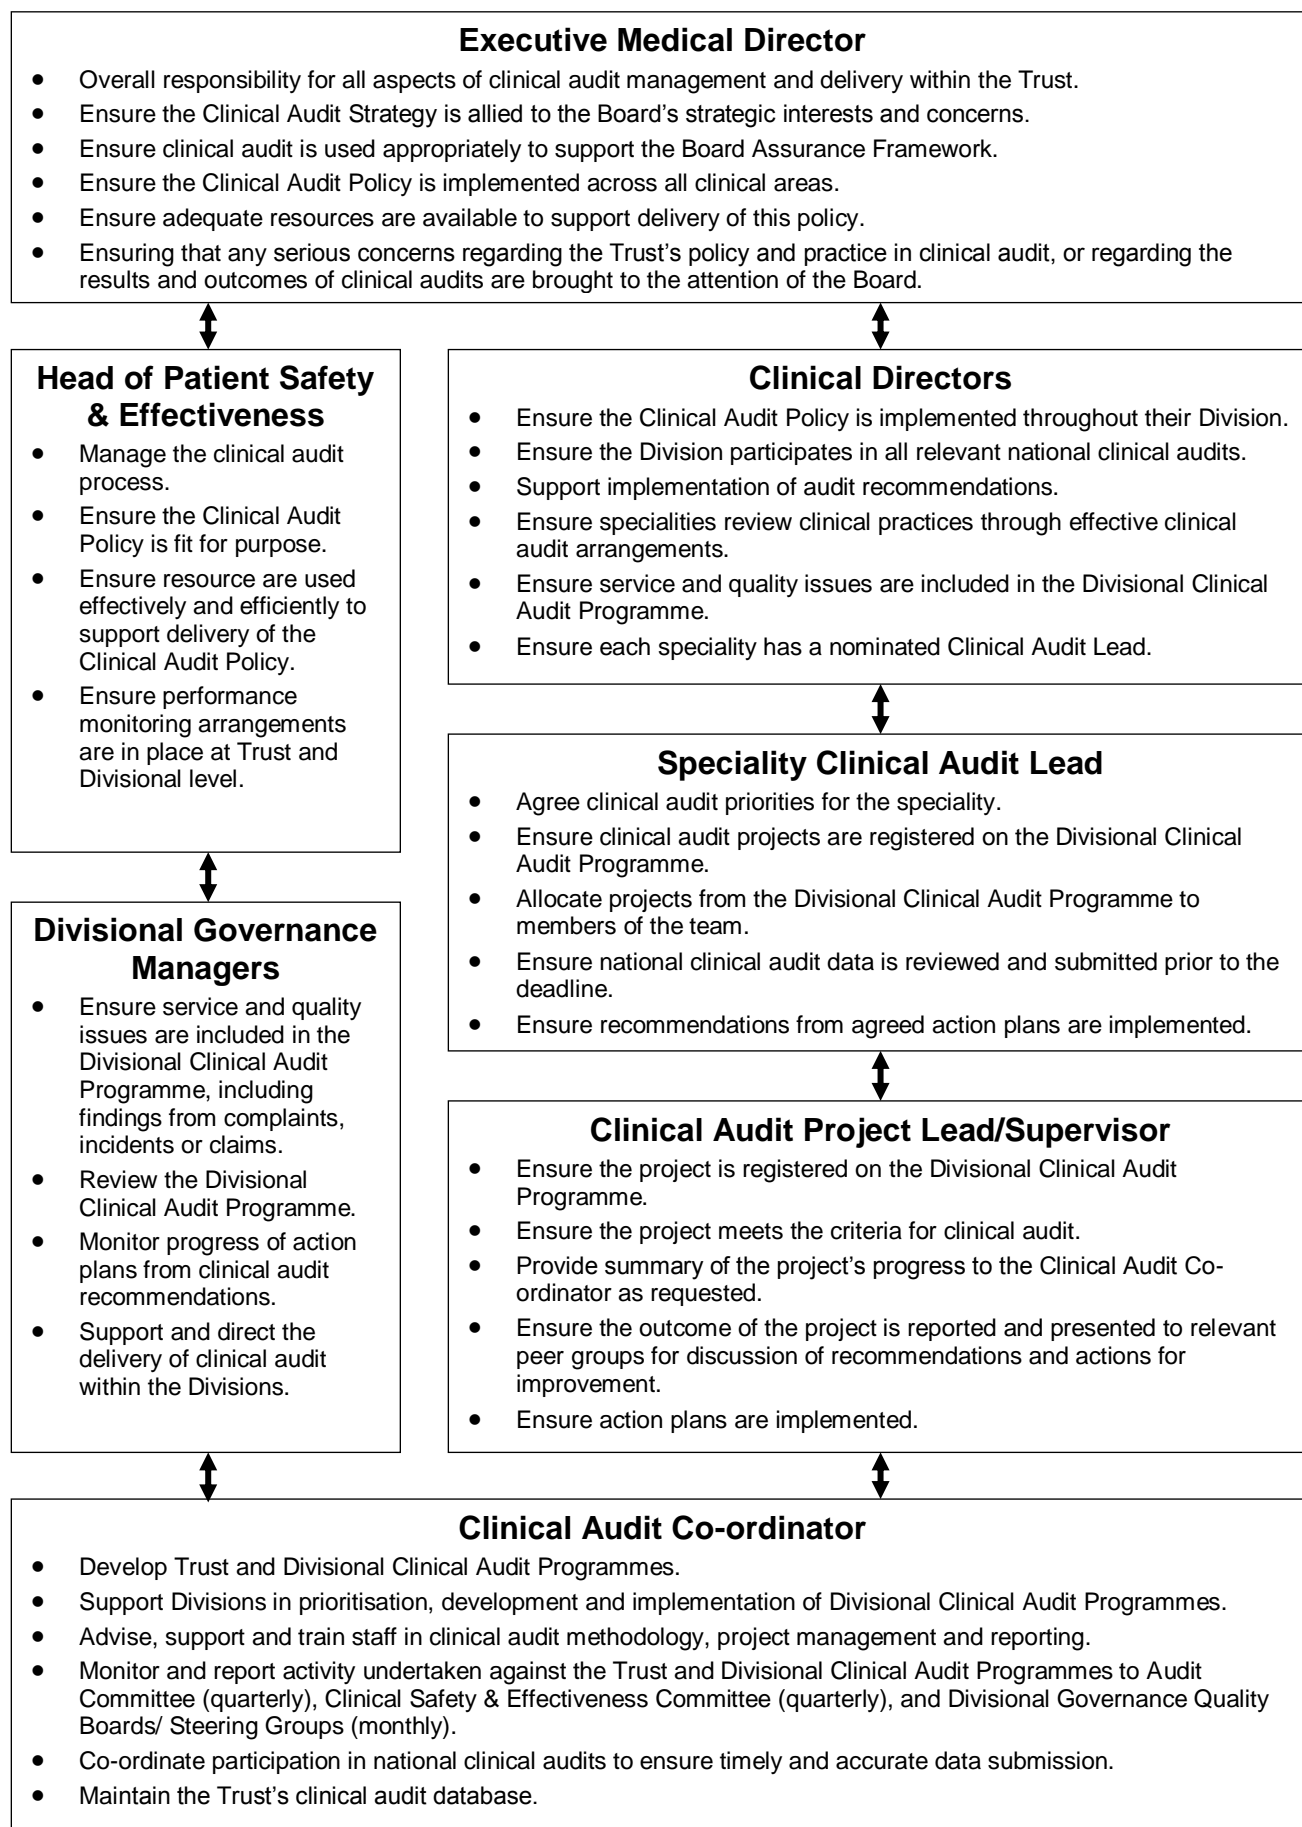 Executive Medical Director
• Overall responsibility for all aspects of clinical audit management and delivery within the Trust.
• Ensure the Clinical Audit Strategy is allied to the Board's strategic interests and concerns.
• Ensure clinical audit is used appropriately to support the Board Assurance Framework.
• Ensure the Clinical Audit Policy is implemented across all clinical areas.
• Ensure adequate resources are available to support delivery of this policy.
• Ensuring that any serious concerns regarding the Trust's policy and practice in clinical audit, or regarding the
results and outcomes of clinical audits are brought to the attention of the Board.
Head of Patient Safety
& Effectiveness
• Manage the clinical audit
process.
• Ensure the Clinical Audit
Policy is fit for purpose.
• Ensure resource are used
effectively and efficiently to
support delivery of the
Clinical Audit Policy.
• Ensure performance
monitoring arrangements
are in place at Trust and
Divisional level.
Divisional Governance
Managers
• Ensure service and quality
issues are included in the
Divisional Clinical Audit
Programme, including
findings from complaints,
incidents or claims.
• Review the Divisional
Clinical Audit Programme.
• Monitor progress of action
plans from clinical audit
recommendations.
• Support and direct the
delivery of clinical audit
within the Divisions.
Clinical Directors
• Ensure the Clinical Audit Policy is implemented throughout their Division.
• Ensure the Division participates in all relevant national clinical audits.
• Support implementation of audit recommendations.
• Ensure specialities review clinical practices through effective clinical
audit arrangements.
• Ensure service and quality issues are included in the Divisional Clinical
Audit Programme.
• Ensure each speciality has a nominated Clinical Audit Lead.
Speciality Clinical Audit Lead
• Agree clinical audit priorities for the speciality.
• Ensure clinical audit projects are registered on the Divisional Clinical
Audit Programme.
• Allocate projects from the Divisional Clinical Audit Programme to
members of the team.
• Ensure national clinical audit data is reviewed and submitted prior to the
deadline.
• Ensure recommendations from agreed action plans are implemented.
Clinical Audit Project Lead/Supervisor
• Ensure the project is registered on the Divisional Clinical Audit
Programme.
• Ensure the project meets the criteria for clinical audit.
• Provide summary of the project's progress to the Clinical Audit Co-
ordinator as requested.
• Ensure the outcome of the project is reported and presented to relevant
peer groups for discussion of recommendations and actions for
improvement.
• Ensure action plans are implemented.
Clinical Audit Co-ordinator
• Develop Trust and Divisional Clinical Audit Programmes.
• Support Divisions in prioritisation, development and implementation of Divisional Clinical Audit Programmes.
• Advise, support and train staff in clinical audit methodology, project management and reporting.
• Monitor and report activity undertaken against the Trust and Divisional Clinical Audit Programmes to Audit
Committee (quarterly), Clinical Safety & Effectiveness Committee (quarterly), and Divisional Governance Quality
Boards/ Steering Groups (monthly).
• Co-ordinate participation in national clinical audits to ensure timely and accurate data submission.
• Maintain the Trust's clinical audit database.